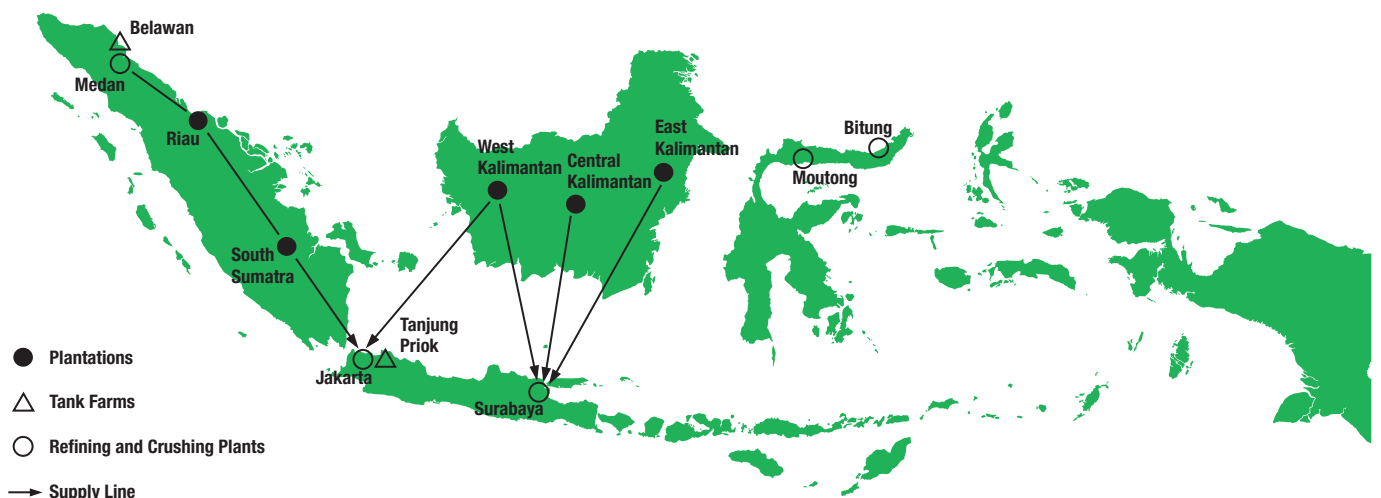 Belawan
Medan
Riau
South
Sumatra
West
Kalimantan
Central
Kalimantan
East
Kalimantan
Bitung
Moutong
Tanjung
Priok
Jakarta
Surabaya
Plantations
Tank Farms
Refining and Crushing Plants
Supply Line